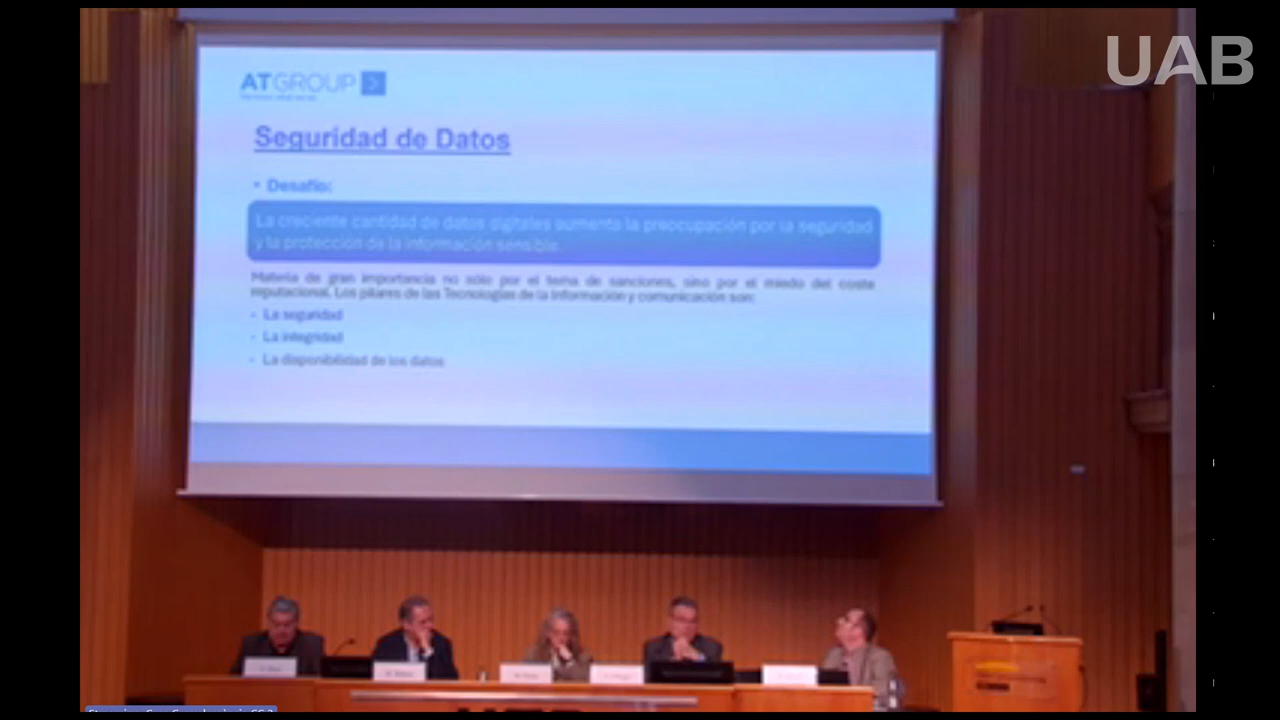 UAB
ATGROUP
Seguridad de Datos
• Desafío:
La creciente cantidad de datos digitales aumenta la preocupación por la seguridad
y la protección de la información sensible.
Materia de gran importancia no sólo por el tema de sanciones, sino por el miedo del coste
reputacional. Los pilares de las Tecnologías de la información y comunicación son:
- La seguridad
- La integridad
- La disponibilidad de los datos